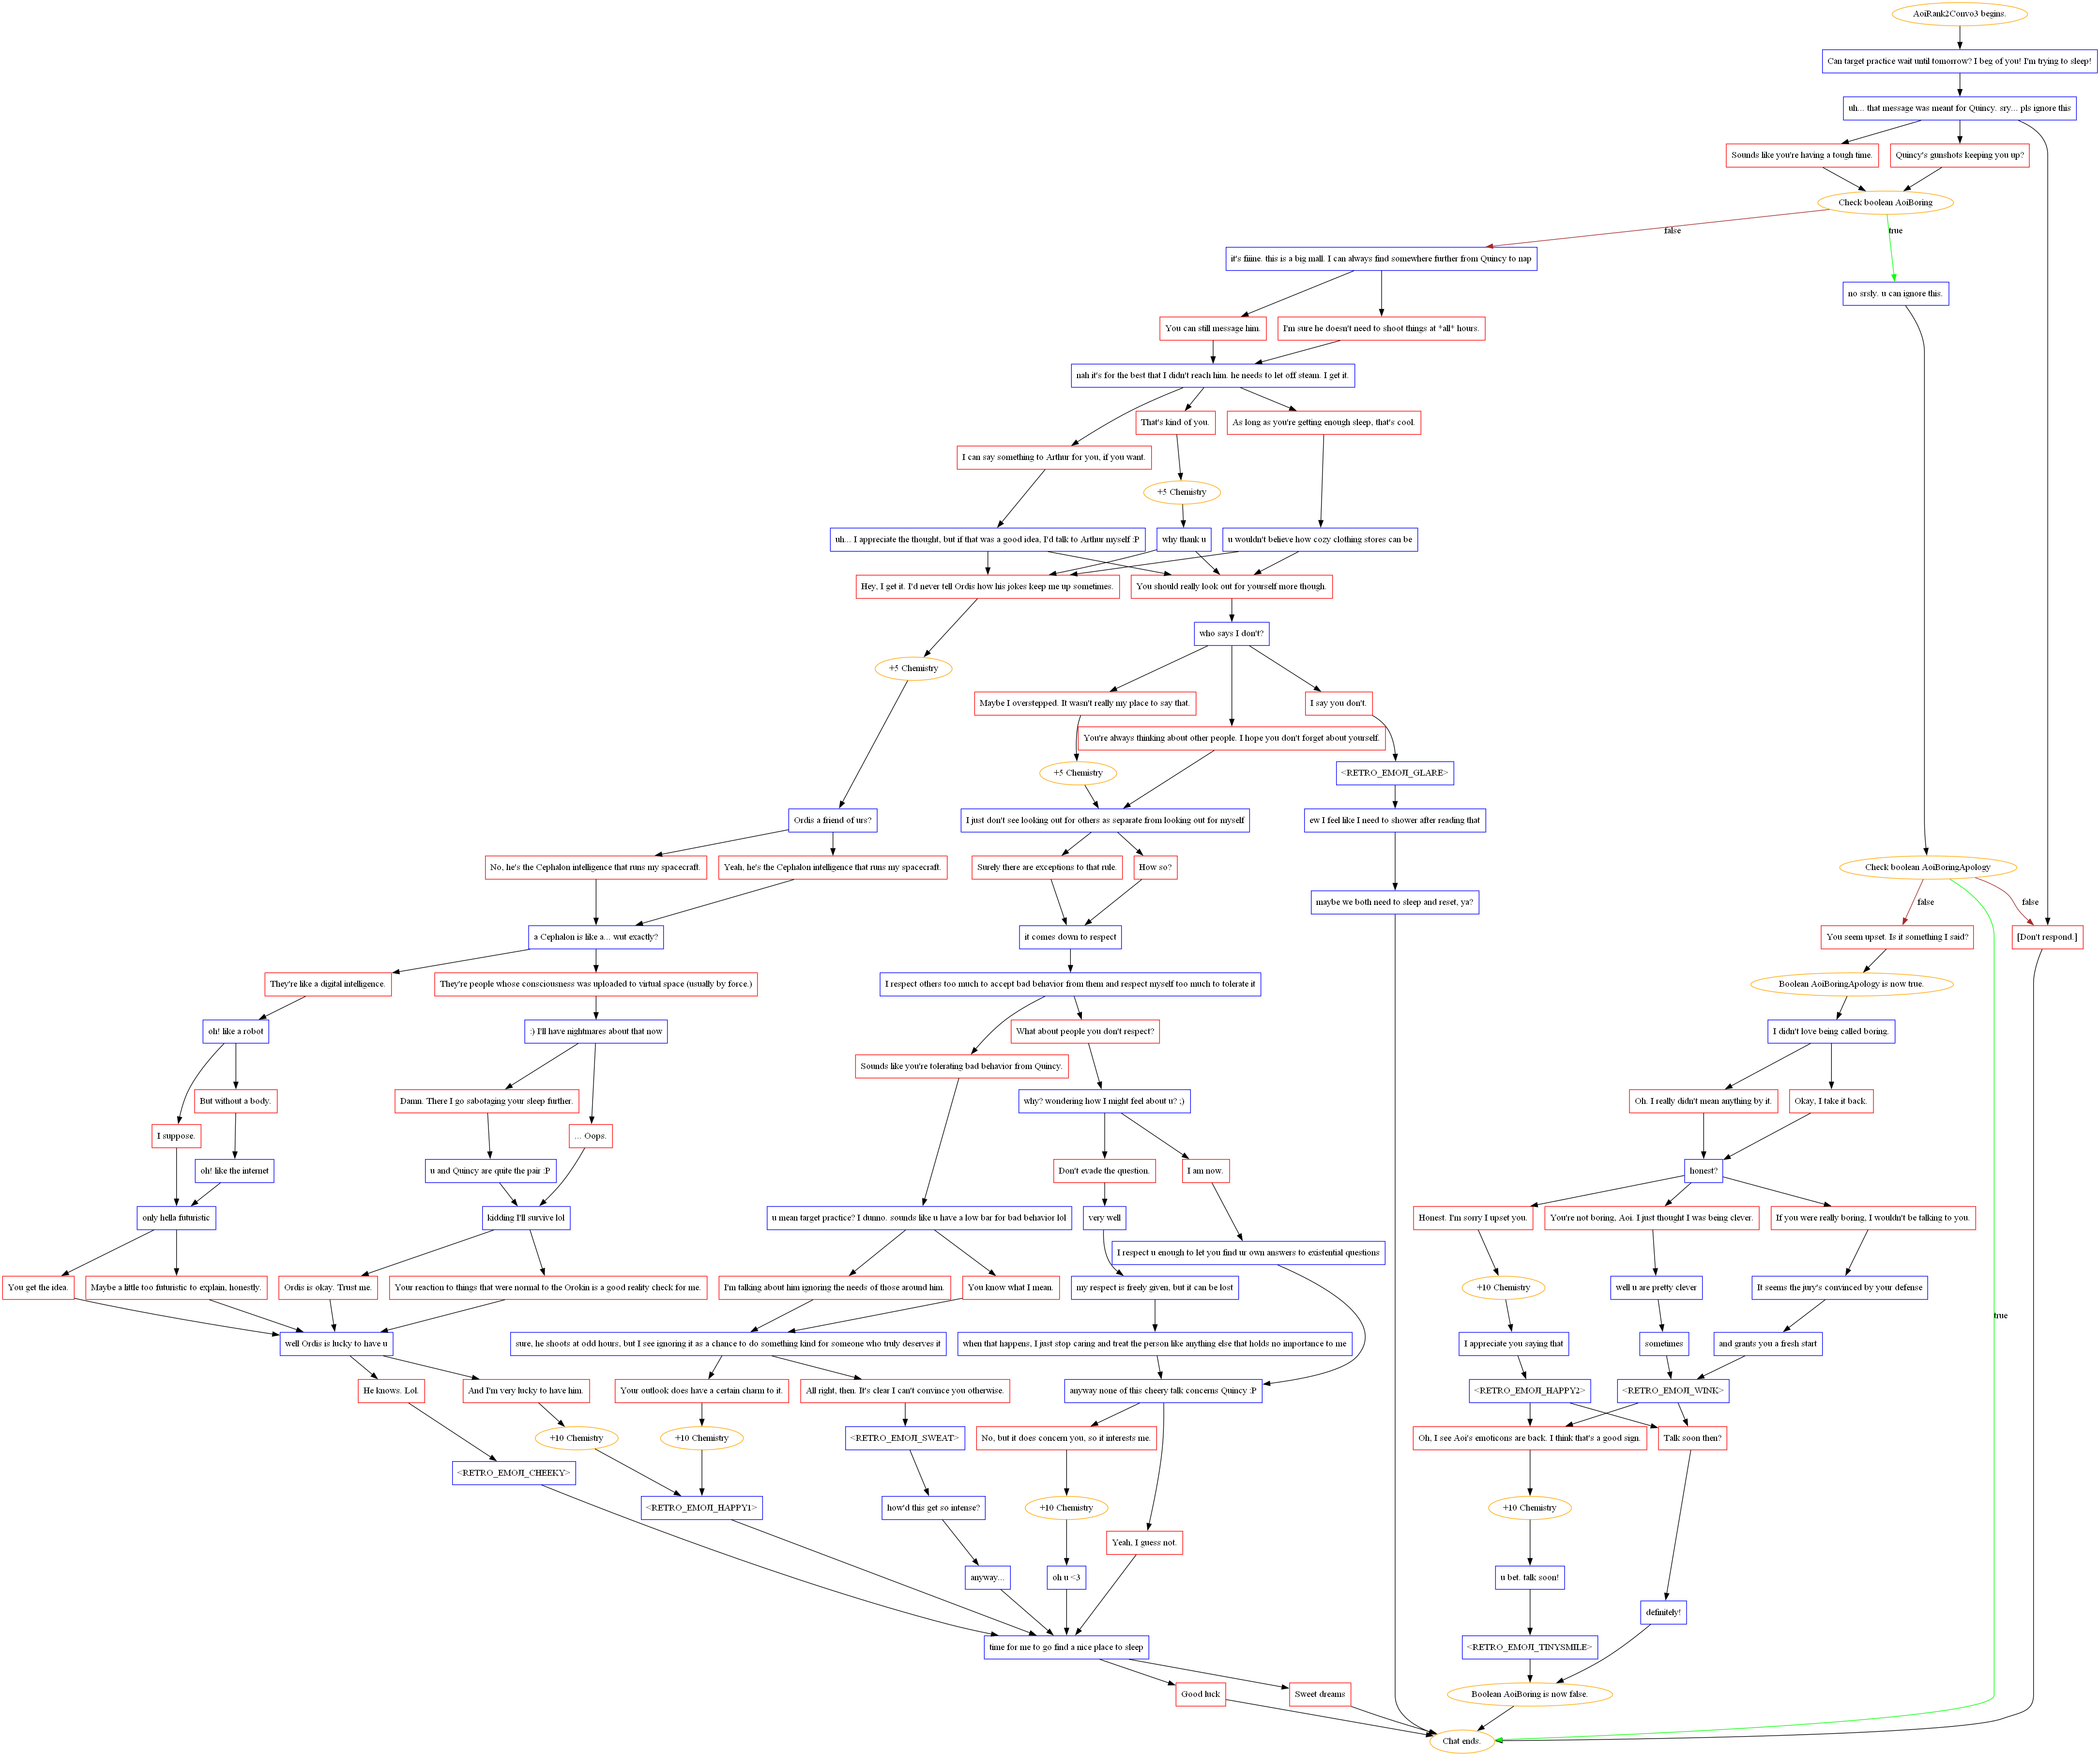 AoiRank2Convo3 begins.
Can target practice wait until tomorrow? I beg of you! I'm trying to sleep!
uh... that message was meant for Quincy. sry... pls ignore this
Sounds like you're having a tough time.
Quincy's gunshots keeping you up?
Check boolean AoiBoring
false
true
it's fiiine. this is a big mall. I can always find somewhere further from Quincy to nap
no srsly. u can ignore this.
You can still message him.
I'm sure he doesn't need to shoot things at *all* hours.
nah it's for the best that I didn't reach him. he needs to let off steam. I get it.
That's kind of you.
As long as you're getting enough sleep, that's cool.
I can say something to Arthur for you, if you want.
+5 Chemistry
uh... I appreciate the thought, but if that was a good idea, I'd talk to Arthur myself :P
why thank u
u wouldn't believe how cozy clothing stores can be
Hey, I get it. I'd never tell Ordis how his jokes keep me up sometimes.
You should really look out for yourself more though.
who says I don't?
+5 Chemistry
Maybe I overstepped. It wasn't really my place to say that.
I say you don't.
You're always thinking about other people. I hope you don't forget about yourself.
+5 Chemistry
<RETRO_EMOJI_GLARE>
Ordis a friend of urs?
I just don't see looking out for others as separate from looking out for myself
ew I feel like I need to shower after reading that
No, he's the Cephalon intelligence that runs my spacecraft.
Yeah, he's the Cephalon intelligence that runs my spacecraft.
Surely there are exceptions to that rule.
How so?
Check boolean AoiBoringApology
maybe we both need to sleep and reset, ya?
false
false
a Cephalon is like a... wut exactly?
it comes down to respect
You seem upset. Is it something I said?
[Don't respond.]
They're like a digital intelligence.
They're people whose consciousness was uploaded to virtual space (usually by force.)
I respect others too much to accept bad behavior from them and respect myself too much to tolerate it
Boolean AoiBoringApology is now true.
oh! like a robot
:) I'll have nightmares about that now
What about people you don't respect?
I didn't love being called boring.
Sounds like you're tolerating bad behavior from Quincy.
But without a body.
Damn. There I go sabotaging your sleep further.
why? wondering how I might feel about u? ;)
Oh. I really didn't mean anything by it.
Okay, I take it back.
I suppose.
... Oops.
oh! like the internet
u and Quincy are quite the pair :P
Don't evade the question.
I am now.
honest?
only hella futuristic
kidding I'll survive lol
u mean target practice? I dunno. sounds like u have a low bar for bad behavior lol
very well
Honest. I'm sorry I upset you.
You're not boring, Aoi. I just thought I was being clever.
If you were really boring, I wouldn't be talking to you.
I respect u enough to let you find ur own answers to existential questions
You get the idea.
Maybe a little too futuristic to explain, honestly.
Ordis is okay. Trust me.
Your reaction to things that were normal to the Orokin is a good reality check for me.
I'm talking about him ignoring the needs of those around him.
You know what I mean.
my respect is freely given, but it can be lost
+10 Chemistry
well u are pretty clever
It seems the jury's convinced by your defense
true
well Ordis is lucky to have u
sure, he shoots at odd hours, but I see ignoring it as a chance to do something kind for someone who truly deserves it
when that happens, I just stop caring and treat the person like anything else that holds no importance to me
I appreciate you saying that
sometimes
and grants you a fresh start
He knows. Lol.
And I'm very lucky to have him.
Your outlook does have a certain charm to it.
All right, then. It's clear I can't convince you otherwise.
anyway none of this cheery talk concerns Quincy :P
<RETRO_EMOJI_HAPPY2>
<RETRO_EMOJI_WINK>
+10 Chemistry
+10 Chemistry
<RETRO_EMOJI_SWEAT>
No, but it does concern you, so it interests me.
Oh, I see Aoi's emoticons are back. I think that's a good sign.
Talk soon then?
<RETRO_EMOJI_CHEEKY>
<RETRO_EMOJI_HAPPY1>
how'd this get so intense?
+10 Chemistry
+10 Chemistry
Yeah, I guess not.
anyway...
oh u <3
u bet. talk soon!
definitely!
time for me to go find a nice place to sleep
<RETRO_EMOJI_TINYSMILE>
Good luck
Sweet dreams
Boolean AoiBoring is now false.
Chat ends.